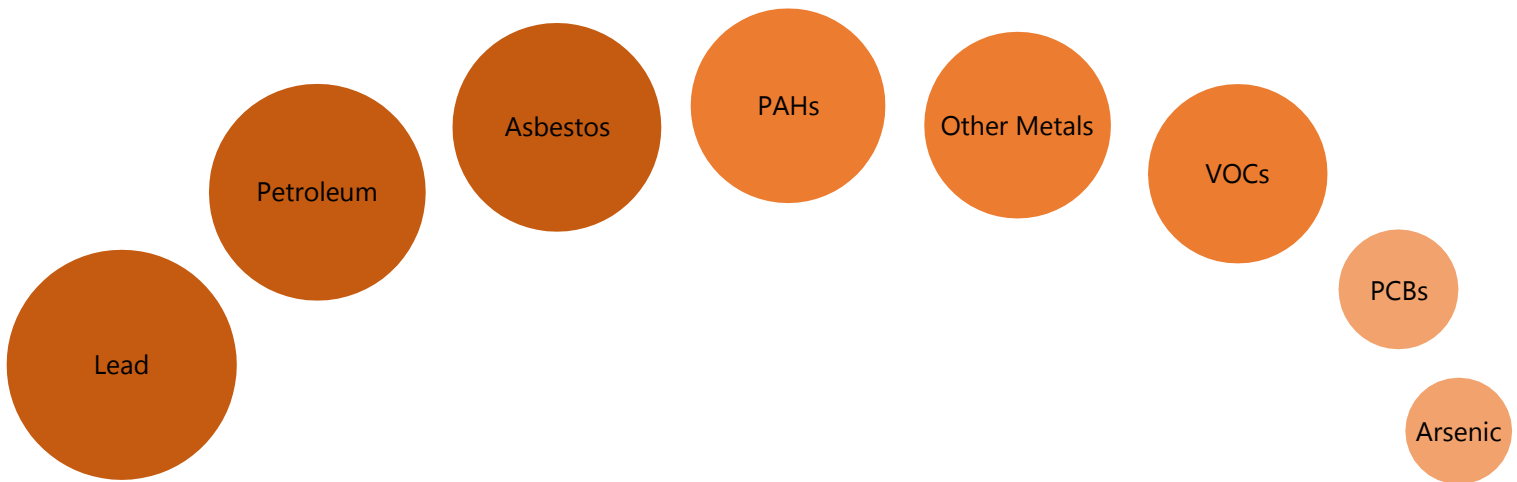 Lead
Petroleum
Asbestos
PAHs
Other Metals
VOCs
PCBs
Arsenic